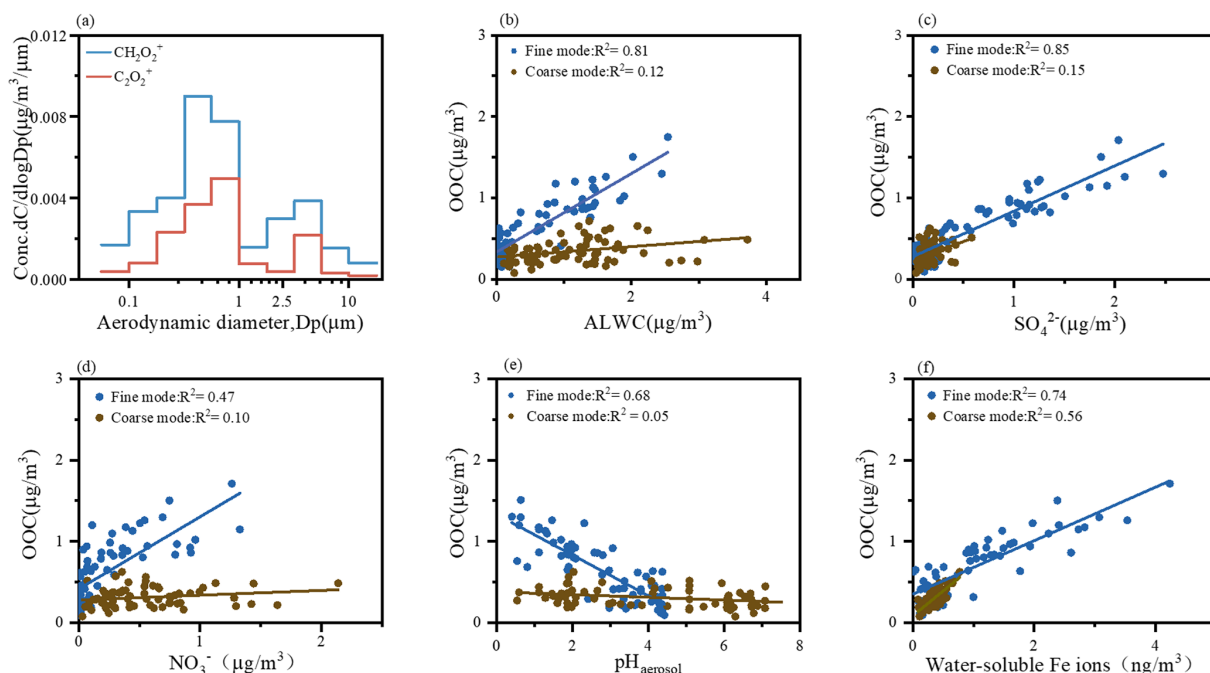 (a)
0.012
0.008
0.004
0.000
Conc.dC/dlogDp(μg/m³/μm)
CH₂O₂⁺
C₂O₂⁺
0.1 1 2.5 10
Aerodynamic diameter,Dp(μm)
(b)
3
2
1
0
OOC(μg/m³)
Fine mode:R²= 0.81
Coarse mode:R²= 0.12
0 2 4
ALWC(μg/m³)
(c)
3
2
1
0
OOC(μg/m³)
Fine mode:R²= 0.85
Coarse mode:R²= 0.15
0 1 2
SO₄²⁻(μg/m³)
(d)
3
2
1
0
OOC(μg/m³)
Fine mode:R²= 0.47
Coarse mode:R²= 0.10
0 1 2
NO₃⁻（μg/m³）
(e)
3
2
1
0
OOC(μg/m³)
Fine mode:R²= 0.68
Coarse mode:R² = 0.05
0 2 4 6 8
pHaerosol
(f)
3
2
1
0
OOC(μg/m³)
Fine mode:R²= 0.74
Coarse mode:R²= 0.56
0 2 4
Water-soluble Fe ions（ng/m³）